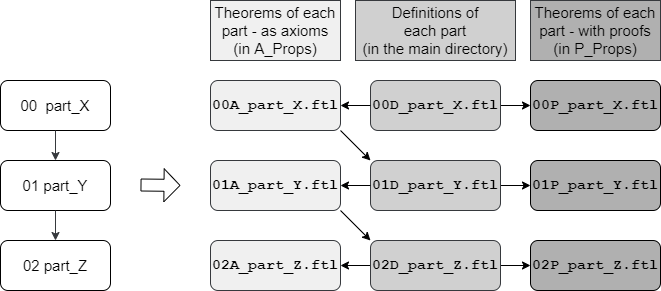 Theorems of each
part - as axioms
(in A_Props)
Definitions of
each part
(in the main directory)
Theorems of each
part - with proofs
(in P_Props)
00 part_X
00A_part_X.ftl
00D_part_X.ftl
00P_part_X.ftl
01 part_Y
01A_part_Y.ftl
01D_part_Y.ftl
01P_part_Y.ftl
02 part_Z
02A_part_Z.ftl
02D_part_Z.ftl
02P_part_Z.ftl